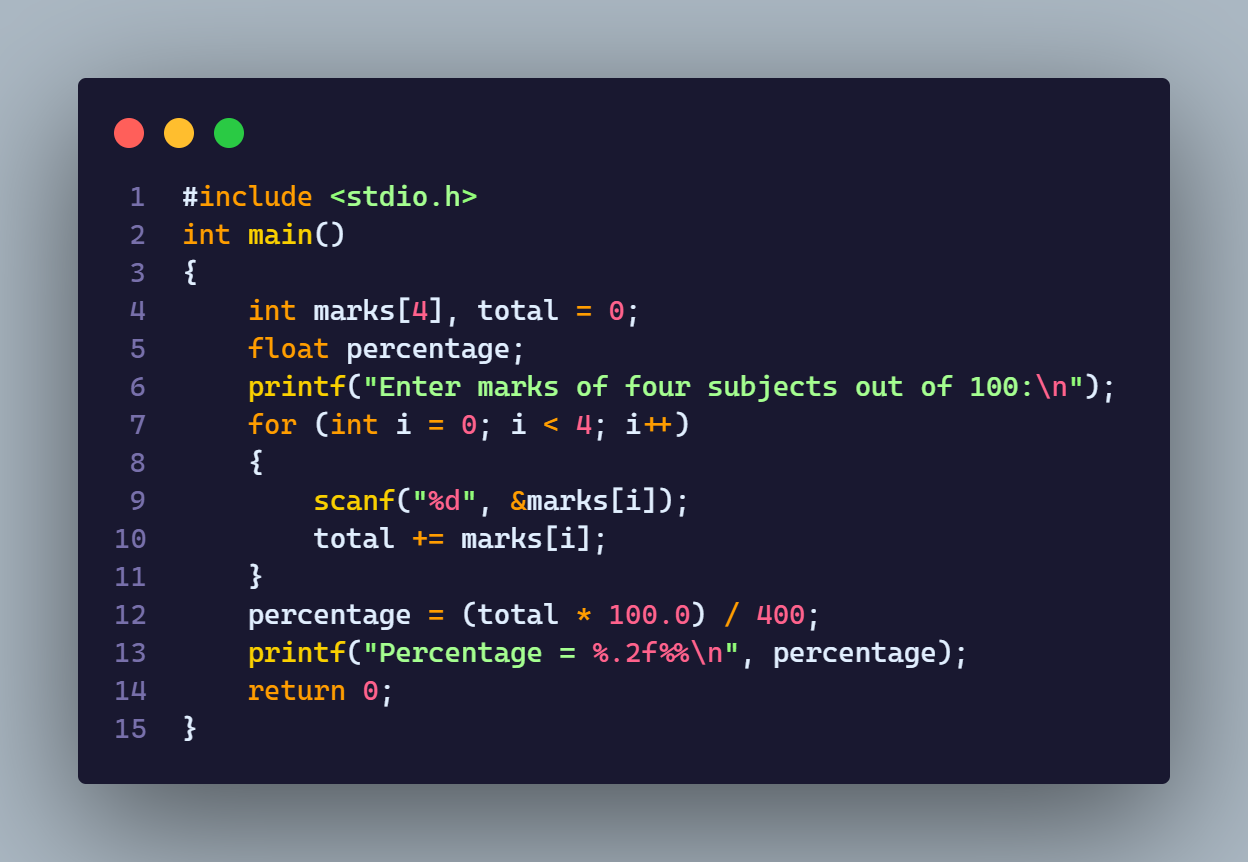 1 #include <stdio.h>
2 int main()
3 {
4     int marks[4], total = 0;
5     float percentage;
6     printf("Enter marks of four subjects out of 100:\n");
7     for (int i = 0; i < 4; i++)
8     {
9         scanf("%d", &marks[i]);
10         total += marks[i];
11     }
12     percentage = (total * 100.0) / 400;
13     printf("Percentage = %.2f%%\n", percentage);
14     return 0;
15 }